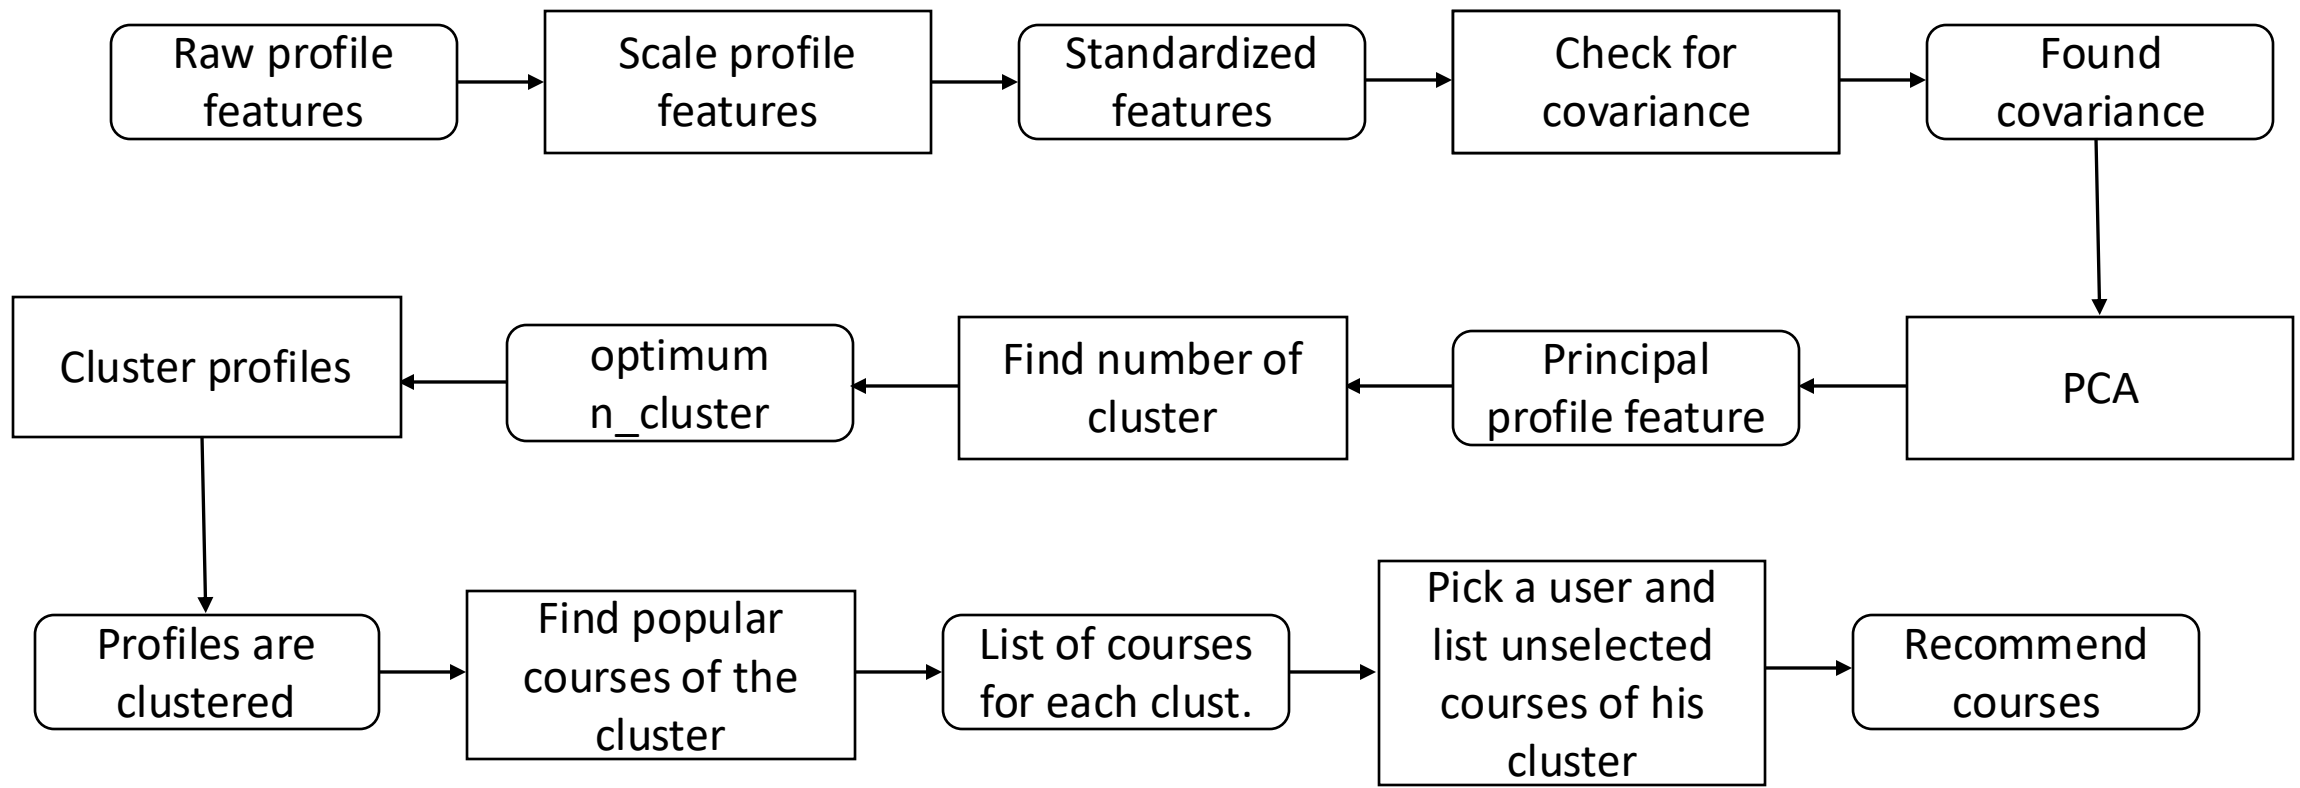 Raw profile
features
Scale profile
features
Standardized
features
Check for
covariance
Found
covariance
Cluster profiles
optimum
n_cluster
Find number of
cluster
Principal
profile feature
PCA
Profiles are
clustered
Find popular
courses of the
cluster
List of courses
for each clust.
Pick a user and
list unselected
courses of his
cluster
Recommend
courses